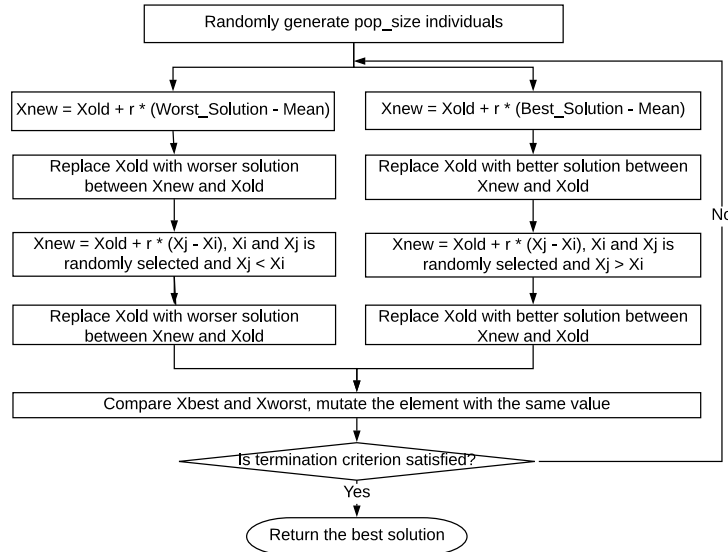 Randomly generate pop_size individuals
Xnew = Xold + r * (Worst_Solution - Mean)
Xnew = Xold + r * (Best_Solution - Mean)
Replace Xold with worser solution
between Xnew and Xold
Replace Xold with better solution between
Xnew and Xold
No
Xnew = Xold + r * (Xj - Xi), Xi and Xj is
randomly selected and Xj < Xi
Xnew = Xold + r * (Xj - Xi), Xi and Xj is
randomly selected and Xj > Xi
Replace Xold with worser solution
between Xnew and Xold
Replace Xold with better solution between
Xnew and Xold
Compare Xbest and Xworst, mutate the element with the same value
Is termination criterion satisfied?
Yes
Return the best solution